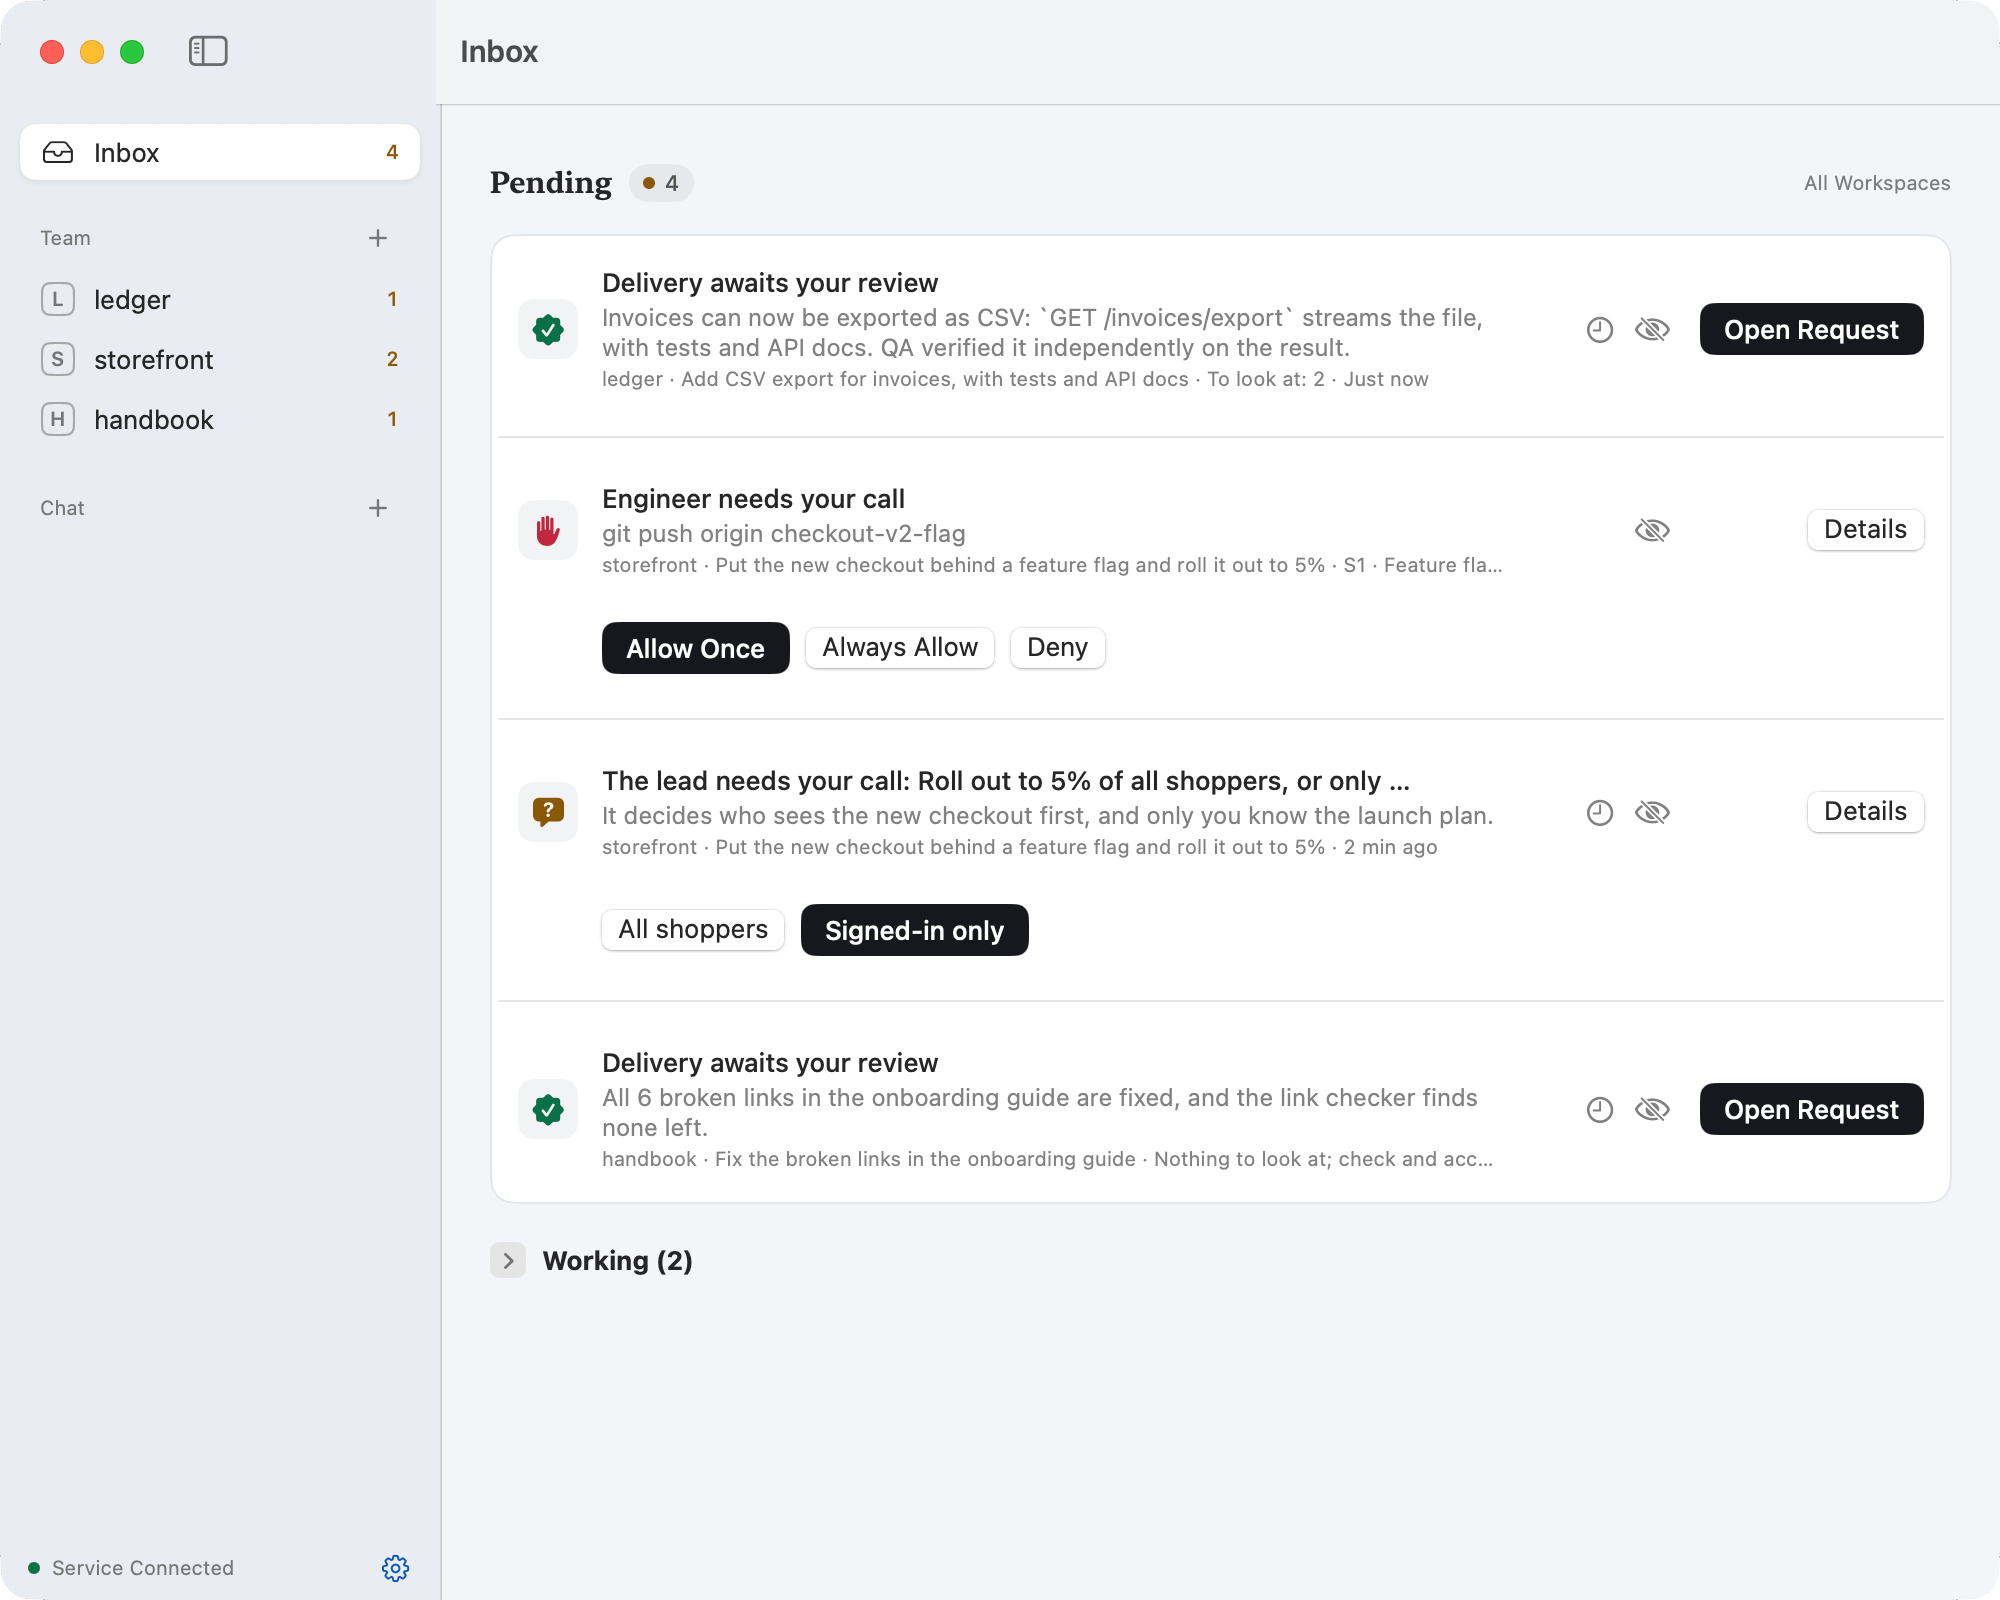 Inbox
Inbox 4
Team
L ledger 1
S storefront 2
H handbook 1
Chat
Service Connected
Pending 4
All Workspaces
Delivery awaits your review
Invoices can now be exported as CSV: `GET /invoices/export` streams the file,
with tests and API docs. QA verified it independently on the result.
ledger · Add CSV export for invoices, with tests and API docs · To look at: 2 · Just now
Open Request
Engineer needs your call
git push origin checkout-v2-flag
storefront · Put the new checkout behind a feature flag and roll it out to 5% · S1 · Feature fla...
Details
Allow Once
Always Allow
Deny
The lead needs your call: Roll out to 5% of all shoppers, or only ...
It decides who sees the new checkout first, and only you know the launch plan.
storefront · Put the new checkout behind a feature flag and roll it out to 5% · 2 min ago
Details
All shoppers
Signed-in only
Delivery awaits your review
All 6 broken links in the onboarding guide are fixed, and the link checker finds
none left.
handbook · Fix the broken links in the onboarding guide · Nothing to look at; check and acc...
Open Request
Working (2)